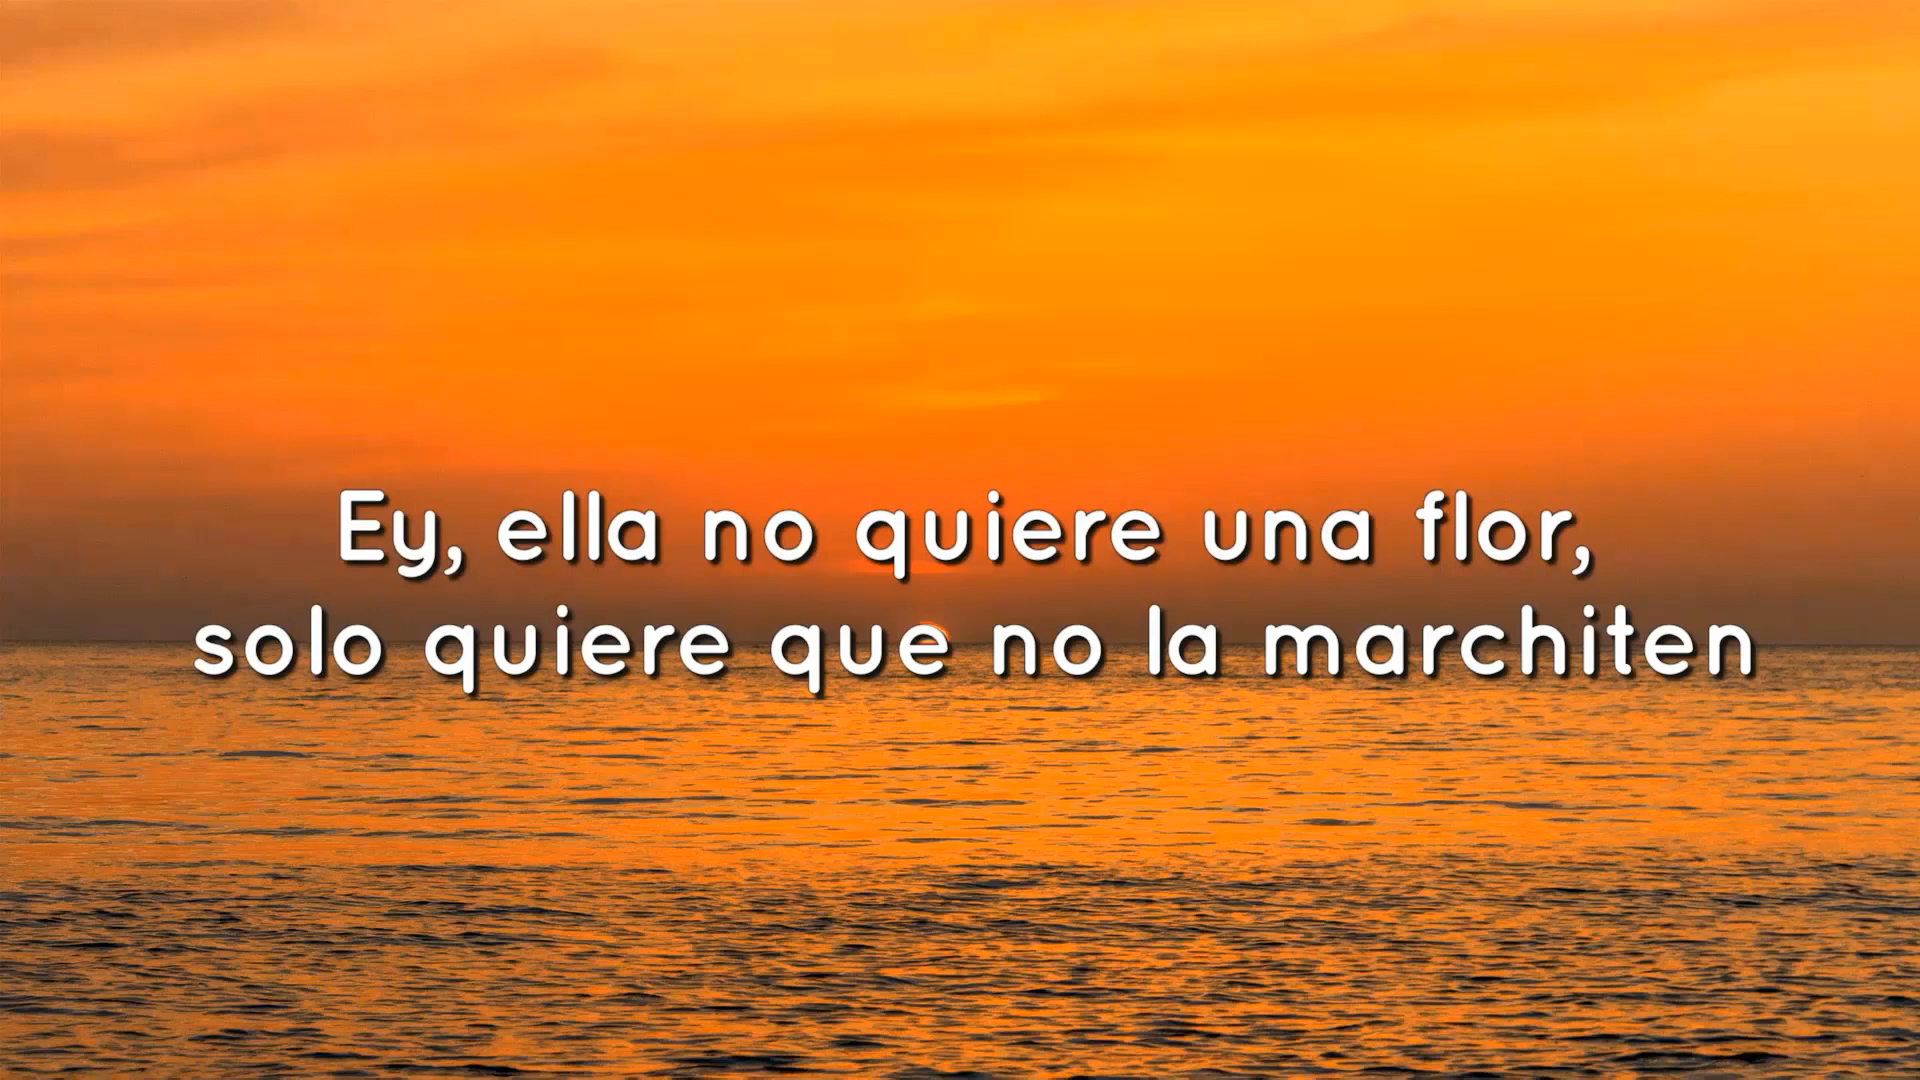 Ey, ella no quiere una flor,
solo quiere que no la marchiten